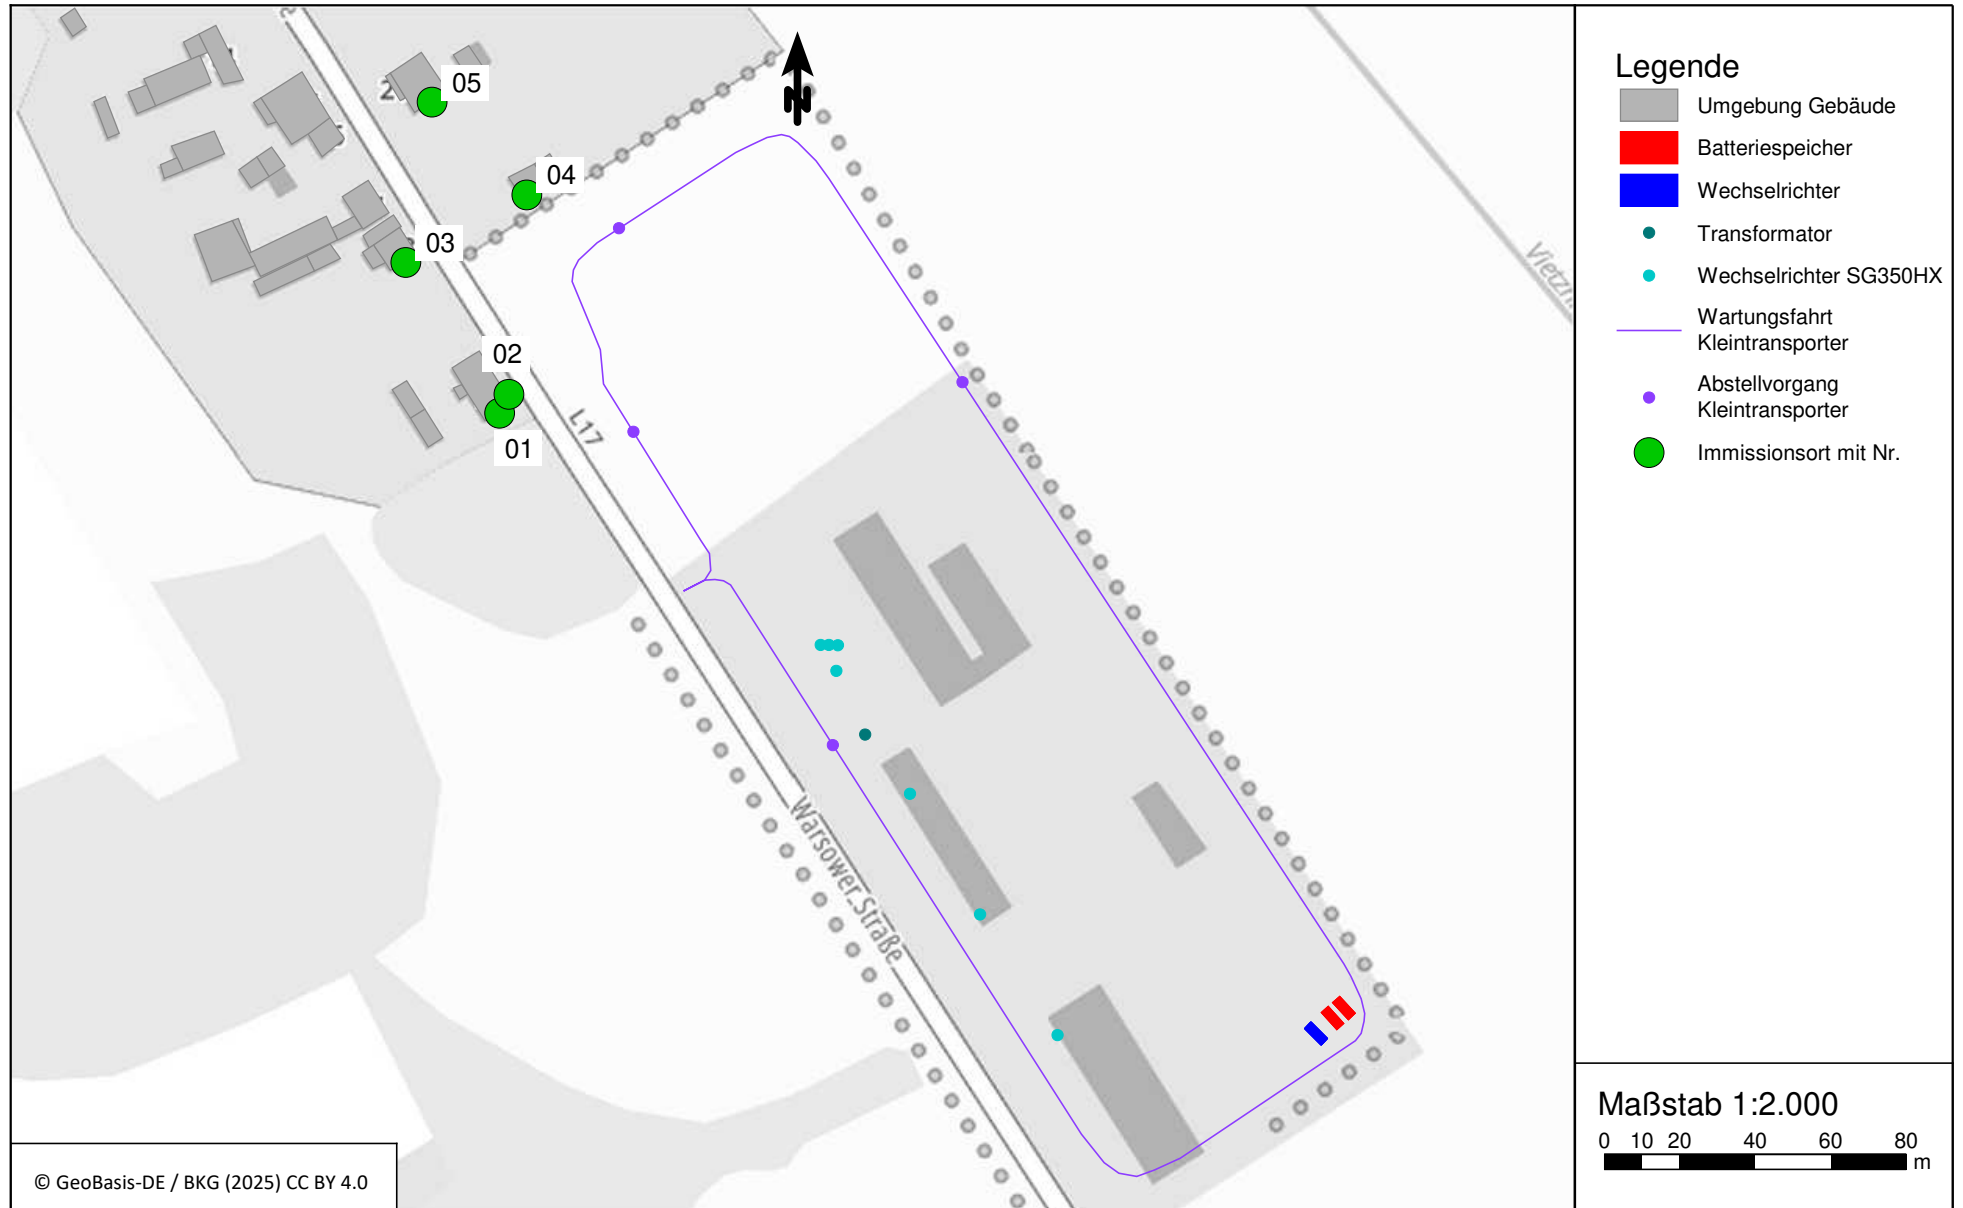 05
04
03
02
01
L17
Warsower Straße
N
Legende
Umgebung Gebäude
Batteriespeicher
Wechselrichter
Transformator
Wechselrichter SG350HX
Wartungsfahrt
Kleintransporter
Abstellvorgang
Kleintransporter
Immissionsort mit Nr.
Maßstab 1:2.000
0 10 20 40 60 80
m
© GeoBasis-DE / BKG (2025) CC BY 4.0